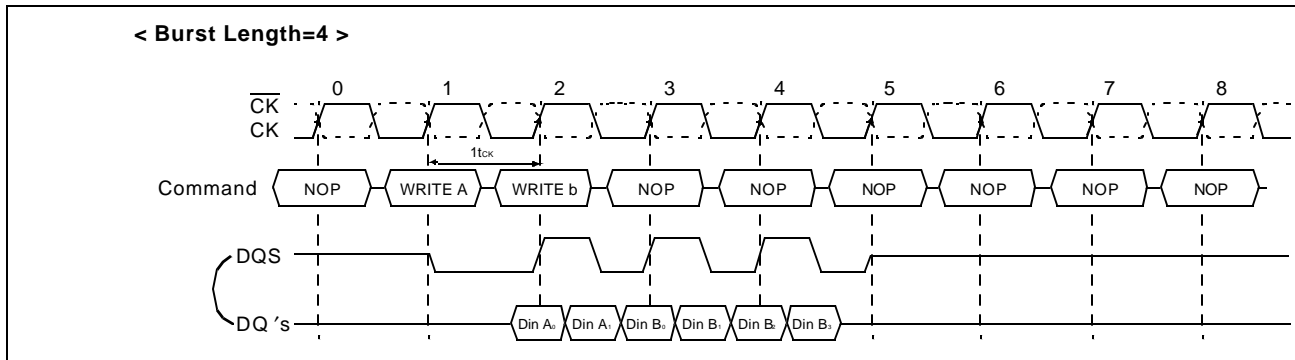 < Burst Length=4 >
0 1 2 3 4 5 6 7 8
CK
CK
1tCK
Command NOP WRITE A WRITE b NOP NOP NOP NOP NOP NOP
DQS
DQ 's Din A0 Din A1 Din B0 Din B1 Din B2 Din B3